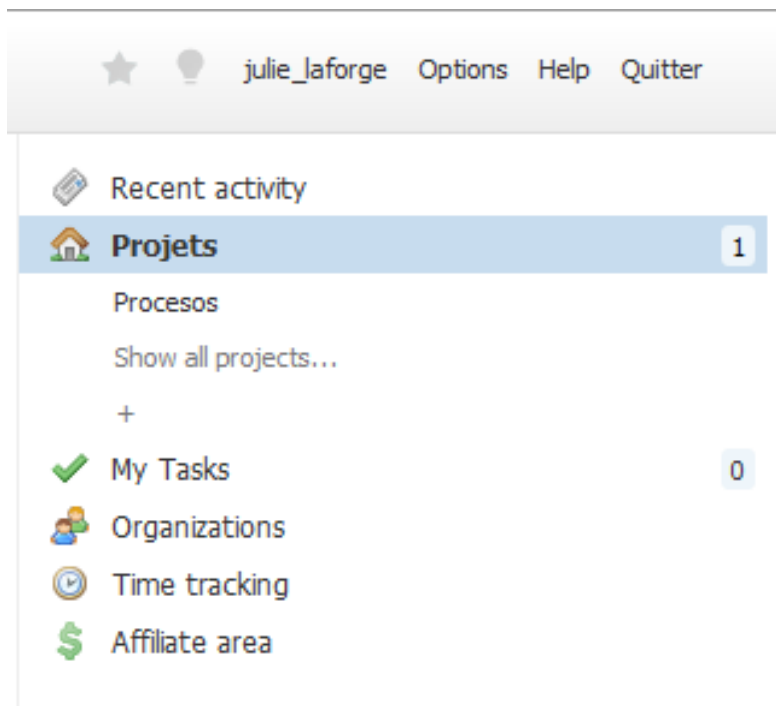 julie_laforge Options Help Quitter
Recent activity
Projets 1
Procesos
Show all projects...
+
My Tasks 0
Organizations
Time tracking
Affiliate area